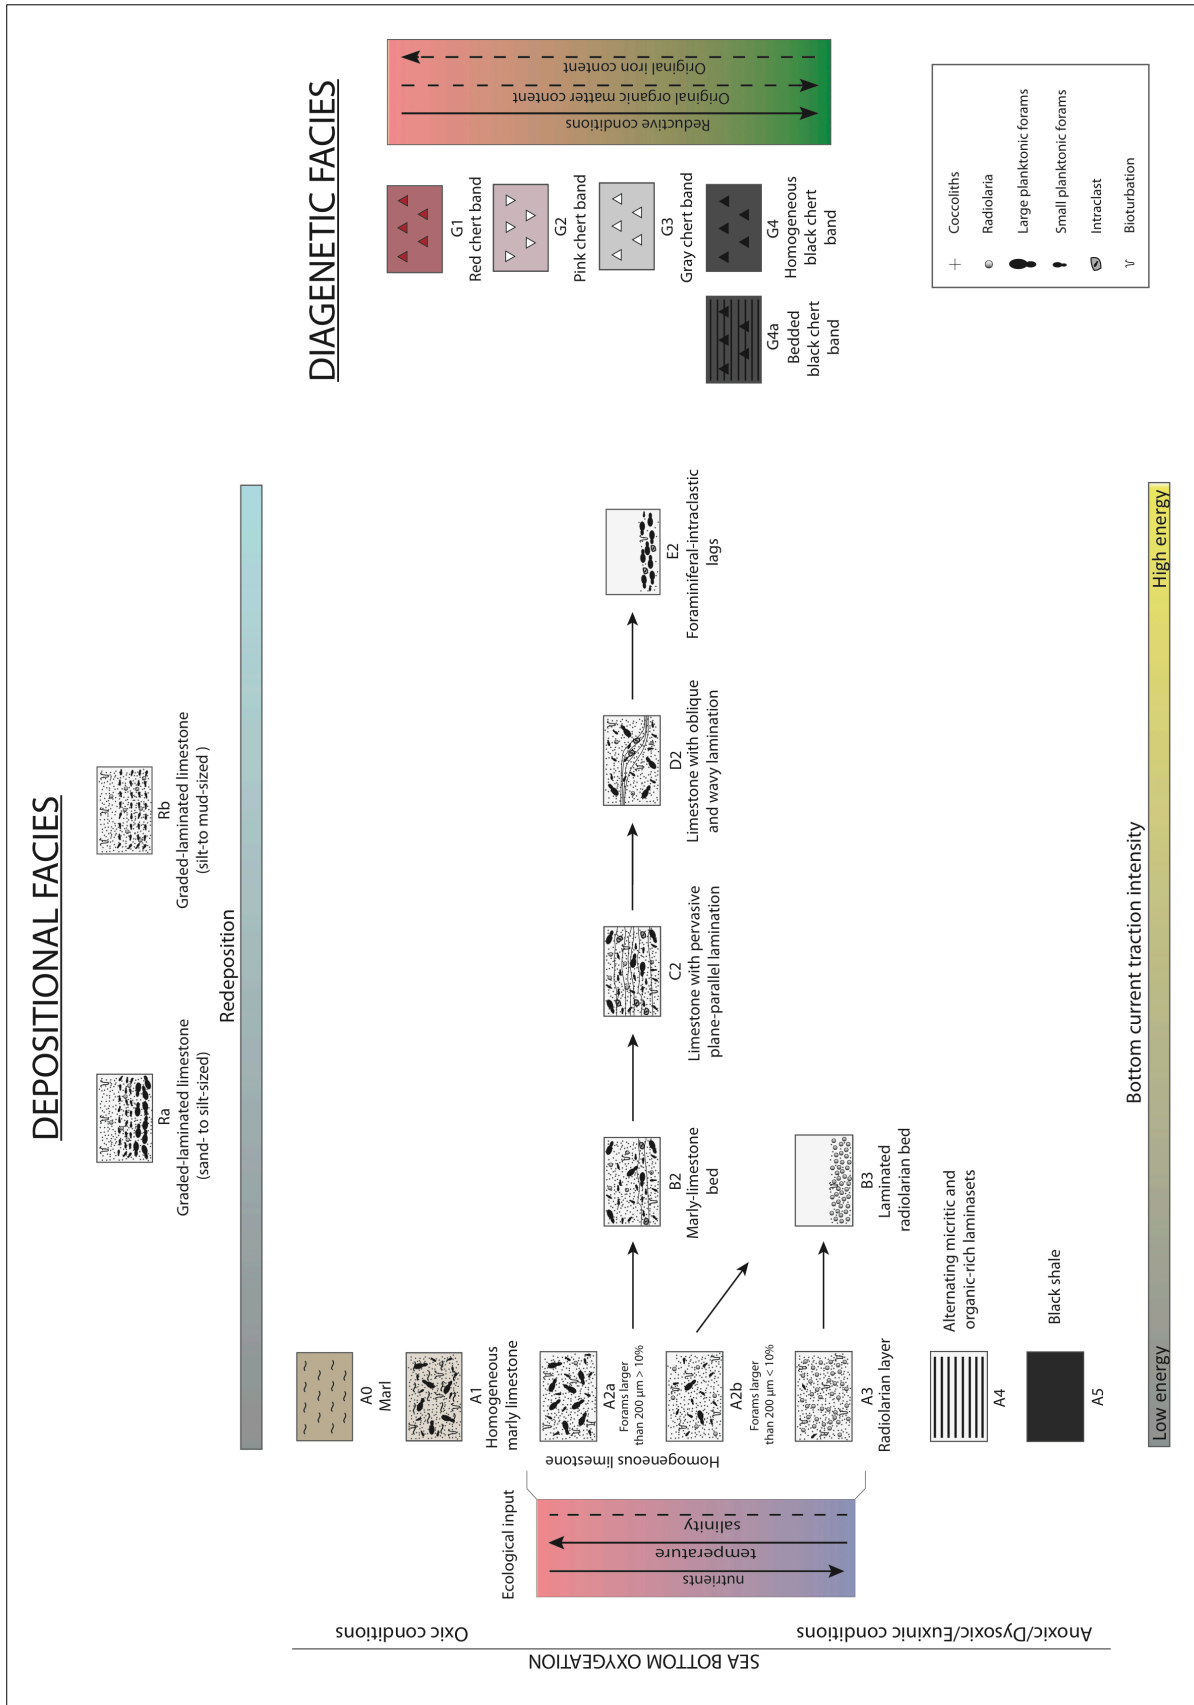 DEPOSITIONAL FACIES
Ra
Graded-laminated limestone
(sand- to silt-sized)
Rb
Graded-laminated limestone
(silt-to mud-sized )
Redeposition
SEA BOTTOM OXYGEATION
Oxic conditions
Anoxic/Dysoxic/Euxinic conditions
Ecological input
nutrients
temperature
salinity
A0
Marl
A1
Homogeneous
marly limestone
Homogeneous limestone
A2a
Forams larger
than 200 μm > 10%
A2b
Forams larger
than 200 μm < 10%
A3
Radiolarian layer
A4
Alternating micritic and
organic-rich laminasets
A5
Black shale
B2
Marly-limestone
bed
B3
Laminated
radiolarian bed
C2
Limestone with pervasive
plane-parallel lamination
D2
Limestone with oblique
and wavy lamination
E2
Foraminiferal-intraclastic
lags
Bottom current traction intensity
Low energy
High energy
DIAGENETIC FACIES
G1
Red chert band
G2
Pink chert band
G3
Gray chert band
G4
Homogeneous
black chert
band
G4a
Bedded
black chert
band
Reductive conditions
Original organic matter content
Original iron content
Coccoliths
Radiolaria
Large planktonic forams
Small planktonic forams
Intraclast
Bioturbation